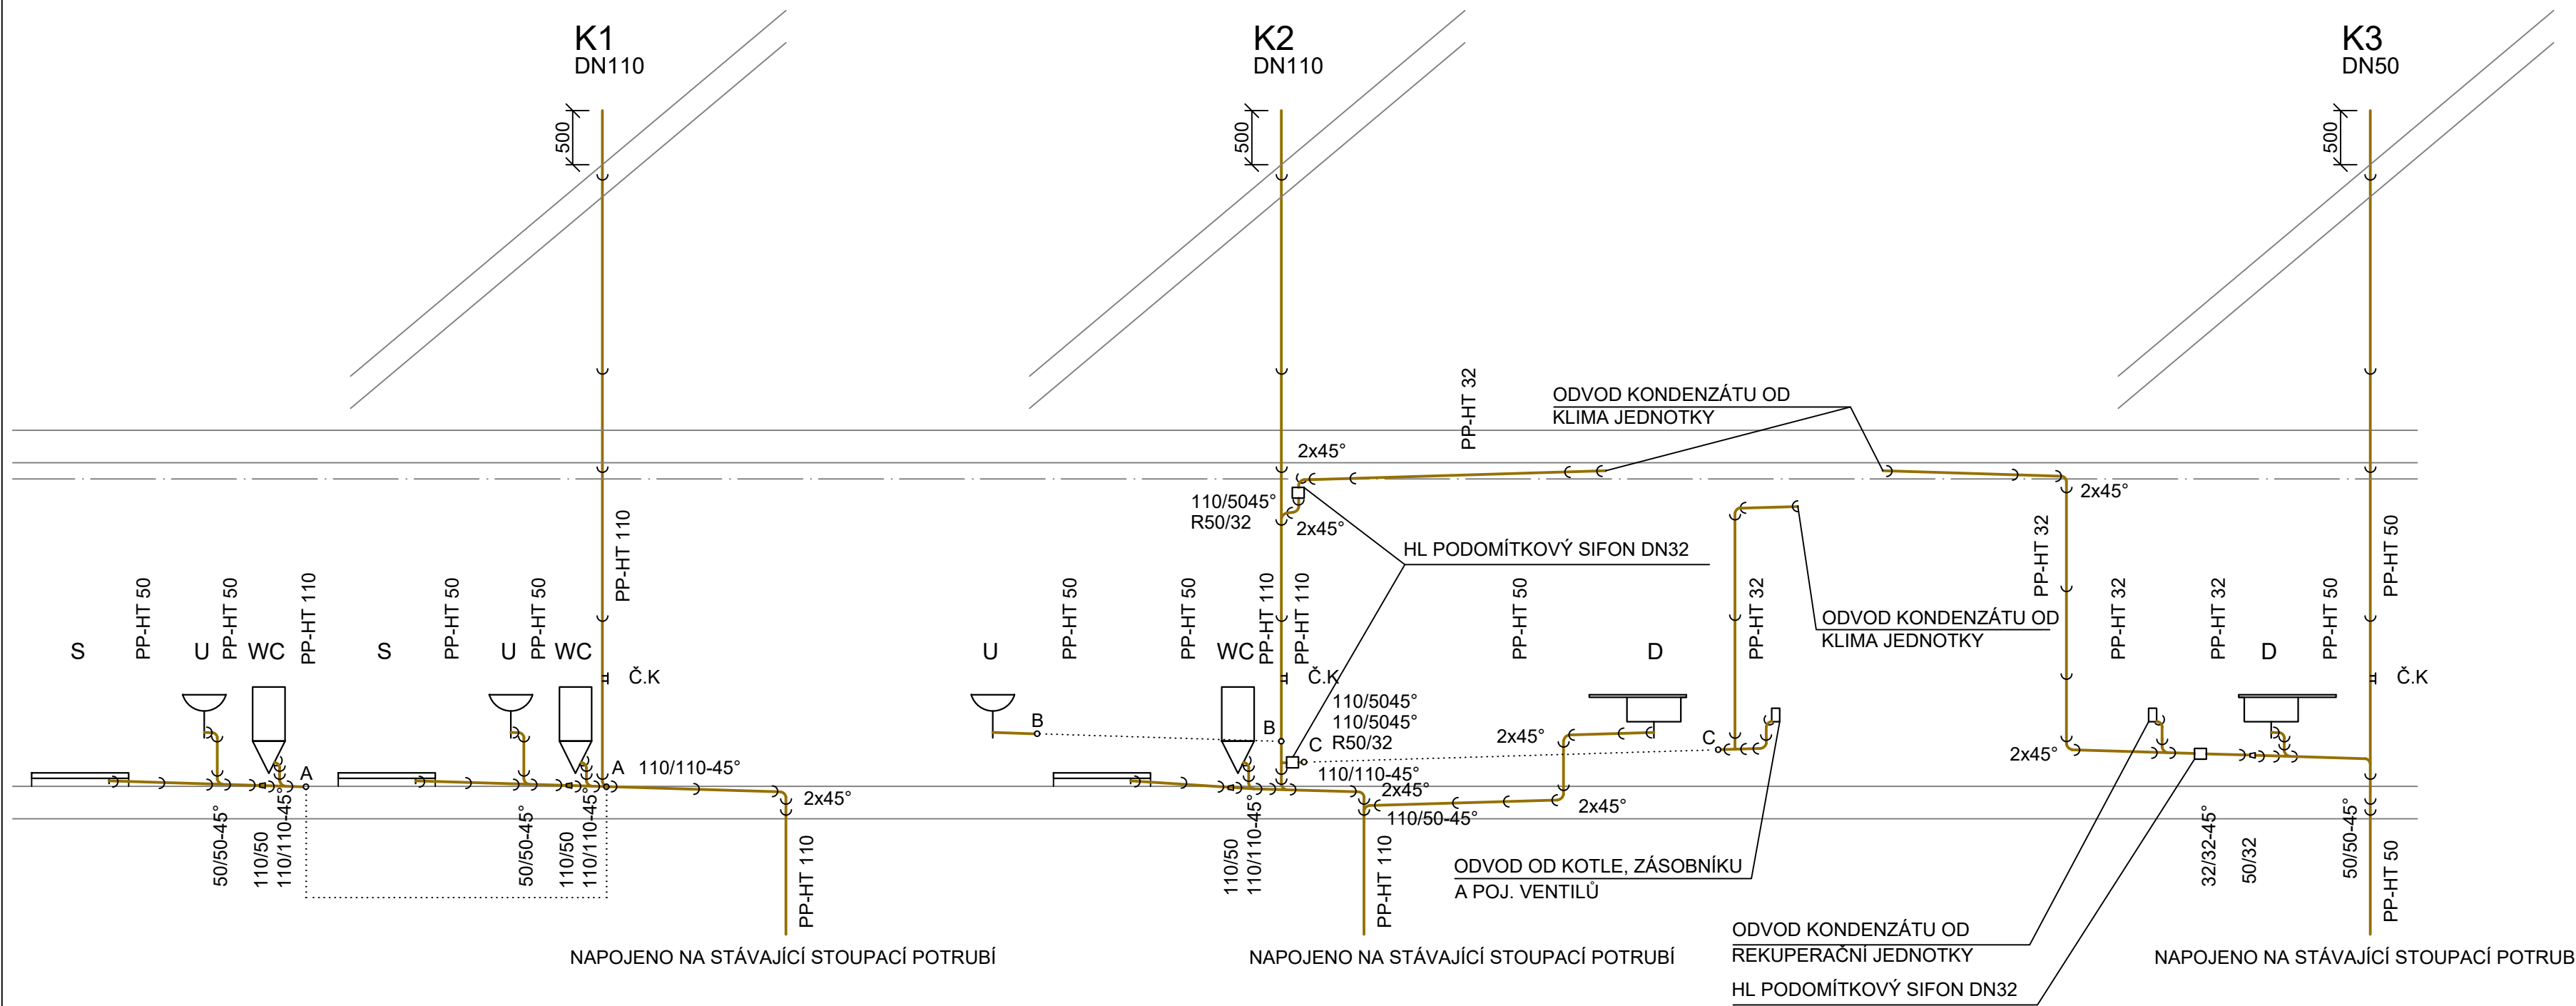 K1
DN110
K2
DN110
K3
DN50
500
500
500
PP-HT 32
ODVOD KONDENZÁTU OD
KLIMA JEDNOTKY
2x45°
110/5045°
R50/32
2x45°
2x45°
HL PODOMÍTKOVÝ SIFON DN32
PP-HT 110
PP-HT 32
PP-HT 50
ODVOD KONDENZÁTU OD
KLIMA JEDNOTKY
S
PP-HT 50
U
PP-HT 50
WC
PP-HT 110
S
PP-HT 50
U
PP-HT 50
WC
Č.K
U
PP-HT 50
PP-HT 50
WC
PP-HT 110
PP-HT 110
Č.K
PP-HT 50
D
PP-HT 32
PP-HT 32
PP-HT 32
D
PP-HT 50
Č.K
110/5045°
110/5045°
R50/32
B
B
C
C
2x45°
2x45°
A
A
110/110-45°
2x45°
110/110-45°
2x45°
110/50-45°
2x45°
50/50-45°
110/50
110/110-45°
50/50-45°
110/50
110/110-45°
PP-HT 110
110/50
110/110-45°
PP-HT 110
ODVOD OD KOTLE, ZÁSOBNÍKU
A POJ. VENTILŮ
32/32-45°
50/32
50/50-45°
PP-HT 50
ODVOD KONDENZÁTU OD
REKUPERAČNÍ JEDNOTKY
HL PODOMÍTKOVÝ SIFON DN32
NAPOJENO NA STÁVAJÍCÍ STOUPACÍ POTRUBÍ
NAPOJENO NA STÁVAJÍCÍ STOUPACÍ POTRUBÍ
NAPOJENO NA STÁVAJÍCÍ STOUPACÍ POTRUB